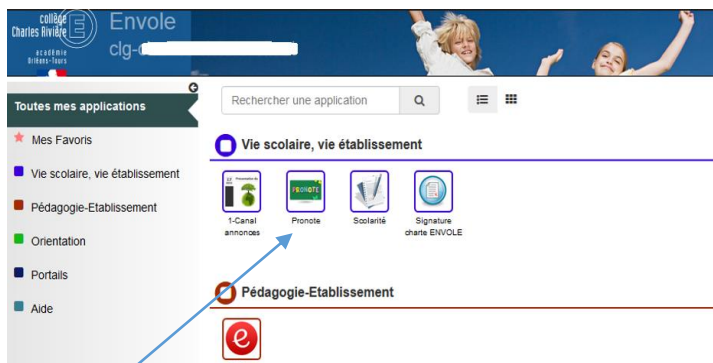 collège
Charles Rivière
académie
Orléans-Tours
Envole
clg-
Toutes mes applications
Mes Favoris
Vie scolaire, vie établissement
Pédagogie-Etablissement
Orientation
Portails
Aide
Rechercher une application
Vie scolaire, vie établissement
PRONOTE
1-Canal
annonces
Pronote
Scolarité
Signature
charte ENVOLE
Pédagogie-Etablissement